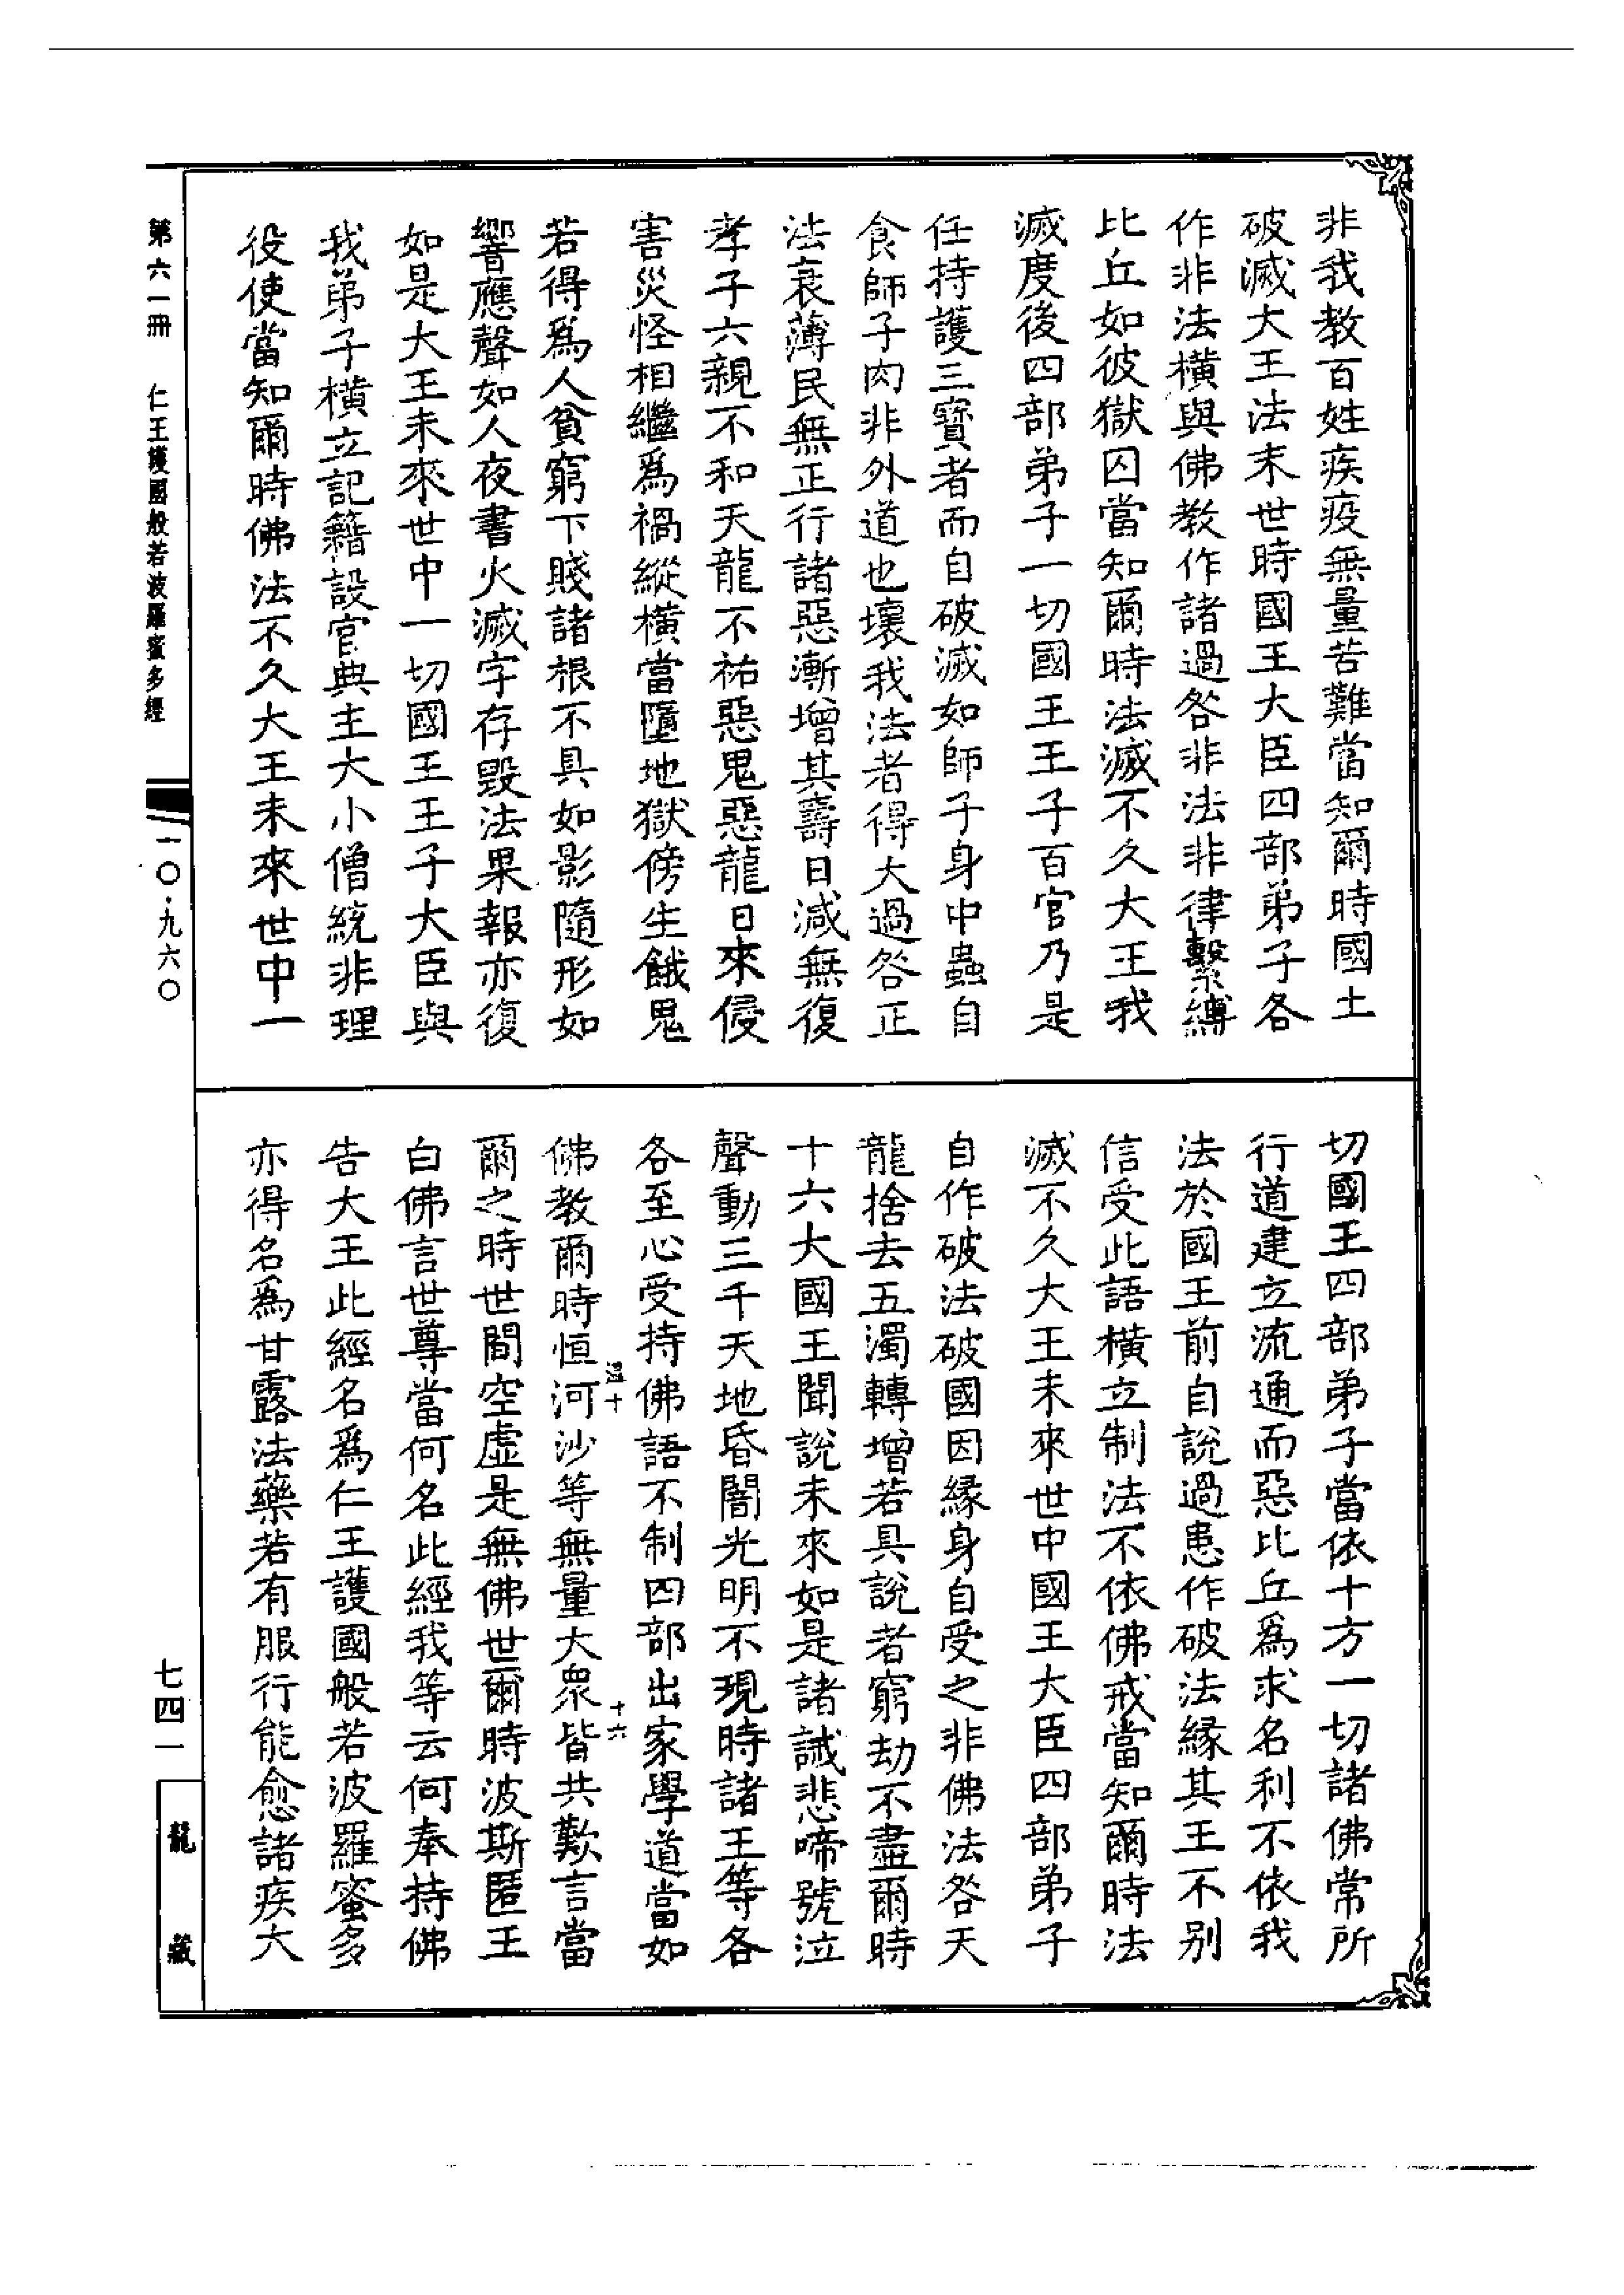 非我教百姓疾疫無量苦難當知爾時國土
破滅大王法末世時國王大臣四部弟子各
作非法橫與佛教作諸過咎非法非律繫縛
比丘如彼獄囚當知爾時法滅不久大王我
滅度後四部弟子一切國王王子百官乃是
任持護三寶者而自破滅如師子身中蟲自
食師子肉非外道也壞我法者得大過咎正
法衰薄民無正行諸惡漸增其壽日減無復
孝子六親不和天龍不祐惡鬼惡龍日來侵
害災怪相繼爲禍縱橫當墮地獄傍生餓鬼
若得爲人貧窮下賤諸根不具如影隨形如
響應聲如人夜書火滅字存毀法果報亦復
如是大王未來世中一切國王王子大臣與
我弟子橫立記籍設官典主大小僧統非理
役使當知爾時佛法不久大王未來世中一
切國王四部弟子當依十方一切諸佛常所
行道建立流通而惡比丘爲求名利不依我
法於國王前自說過患作破法緣其王不別
信受此語橫立制法不依佛戒當知爾時法
滅不久大王未來世中國王大臣四部弟子
自作破法破國因緣身自受之非佛法咎天
龍捨去五濁轉增若具說者窮劫不盡爾時
十六大國王聞說未來如是諸誡悲啼號泣
聲動三千天地昏闇光明不現時諸王等各
各至心受持佛語不制四部出家學道當如
佛教爾時恒河沙等無量大衆皆共歎言當
溫十
十六
爾之時世間空虛是無佛世爾時波斯匿王
白佛言世尊當何名此經我等云何奉持佛
告大王此經名爲仁王護國般若波羅蜜多
亦得名爲甘露法藥若有服行能愈諸疾大
第六一冊 仁王護國般若波羅蜜多經
一〇·九六〇
七四一
龍藏